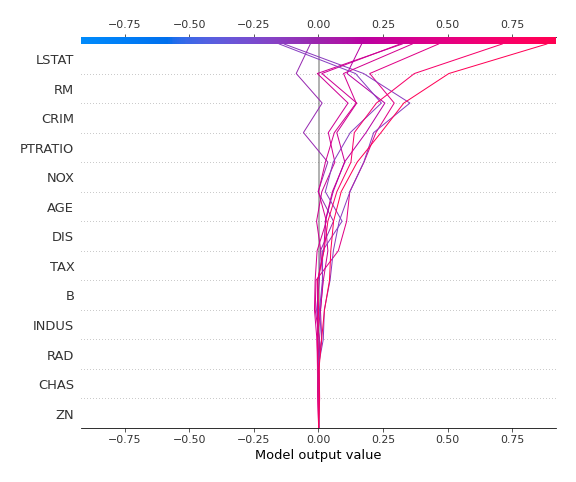 −0.75 −0.50 −0.25 0.00 0.25 0.50 0.75
LSTAT
RM
CRIM
PTRATIO
NOX
AGE
DIS
TAX
B
INDUS
RAD
CHAS
ZN
−0.75 −0.50 −0.25 0.00 0.25 0.50 0.75
Model output value